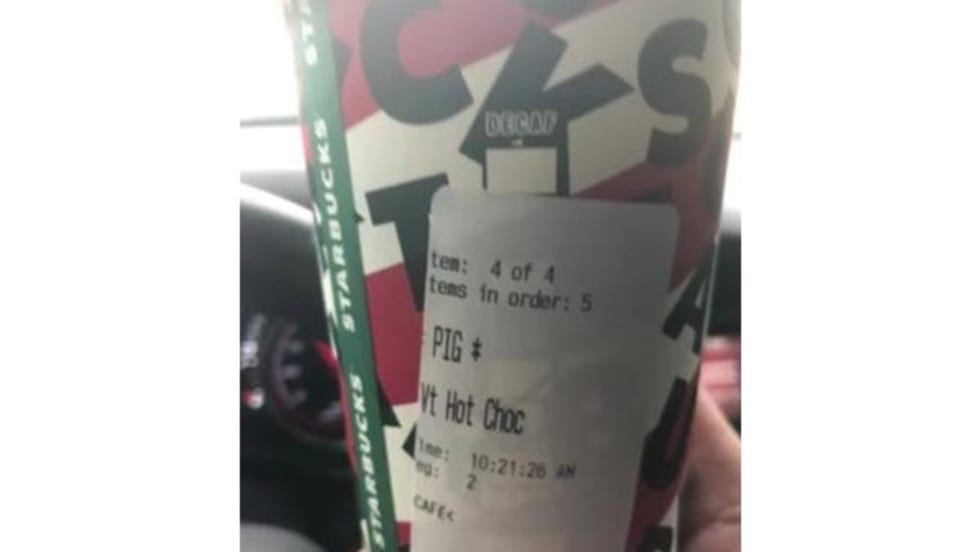 STARBUCKS
STARBUCKS
DECAF
tem: 4 of 4
tems in order: 5
PIG *
Vt Hot Choc
ime: 10:21:26 AM
eg: 2
CAFE<